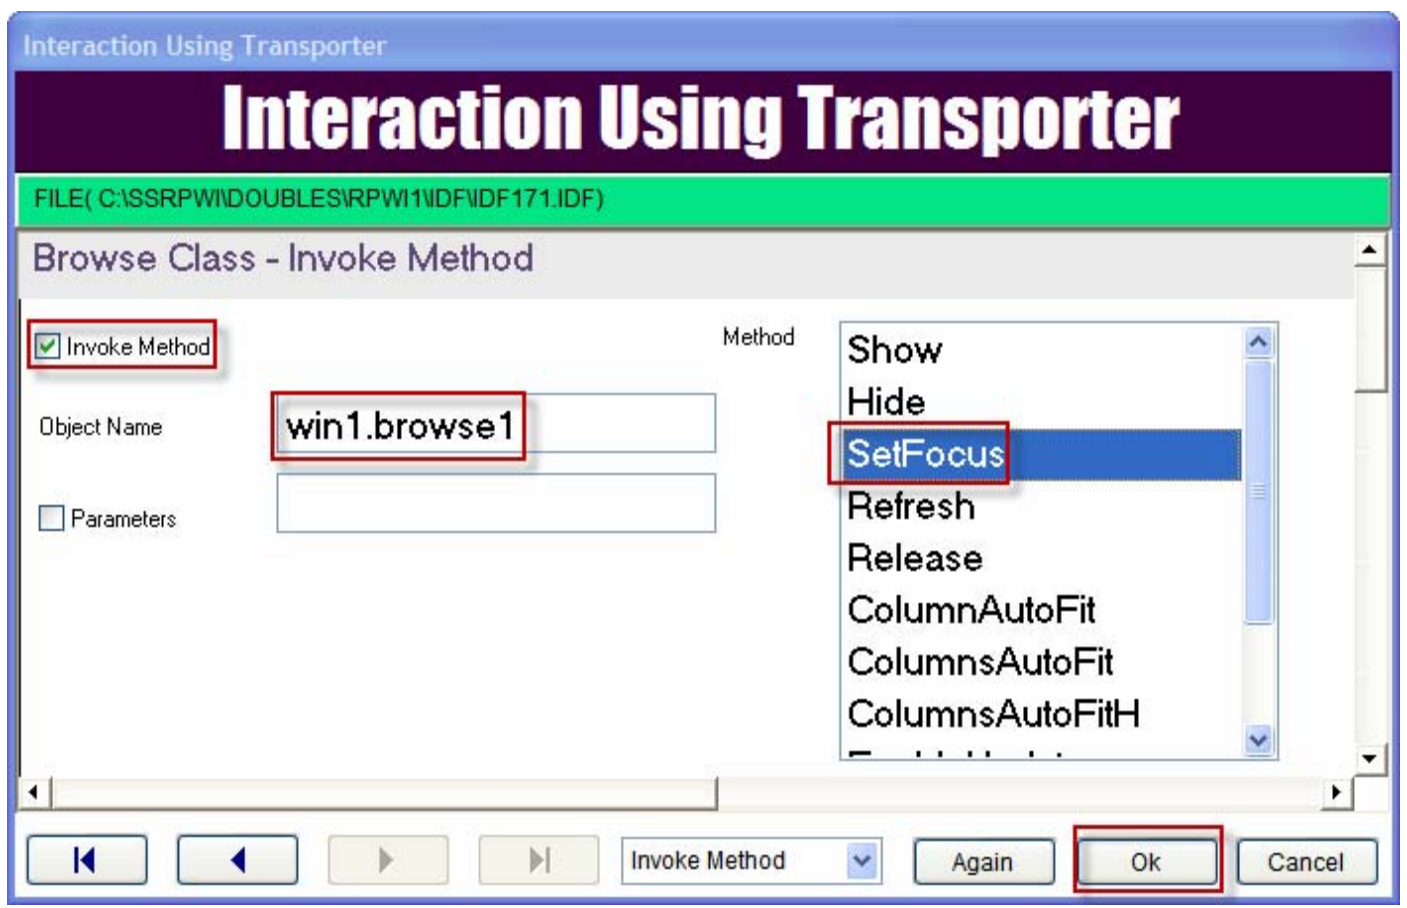 Interaction Using Transporter
Interaction Using Transporter
FILE( C:\SSRPWI\DOUBLES\RPWI1\IDF\IDF171.IDF)
Browse Class - Invoke Method
Invoke Method
Method
Show
Hide
Object Name
win1.browse1
SetFocus
Parameters
Refresh
Release
ColumnAutoFit
ColumnsAutoFit
ColumnsAutoFitH
Invoke Method
Again
Ok
Cancel